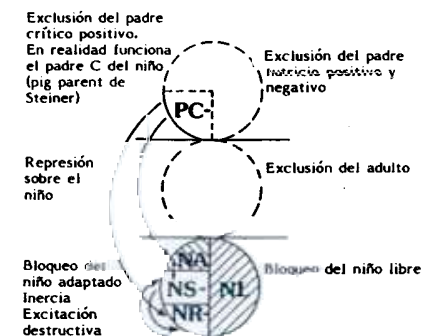 Exclusión del padre
crítico positivo.
En realidad funciona
el padre C del niño
(pig parent de
Steiner)
Exclusión del padre
nutricio positivo y
negativo
PC-
Represión
sobre el
niño
Exclusión del adulto
Bloqueo del
niño adaptado
Inercia
Excitación
destructiva
NA
NS-
NR-
NL
Bloqueo del niño libre